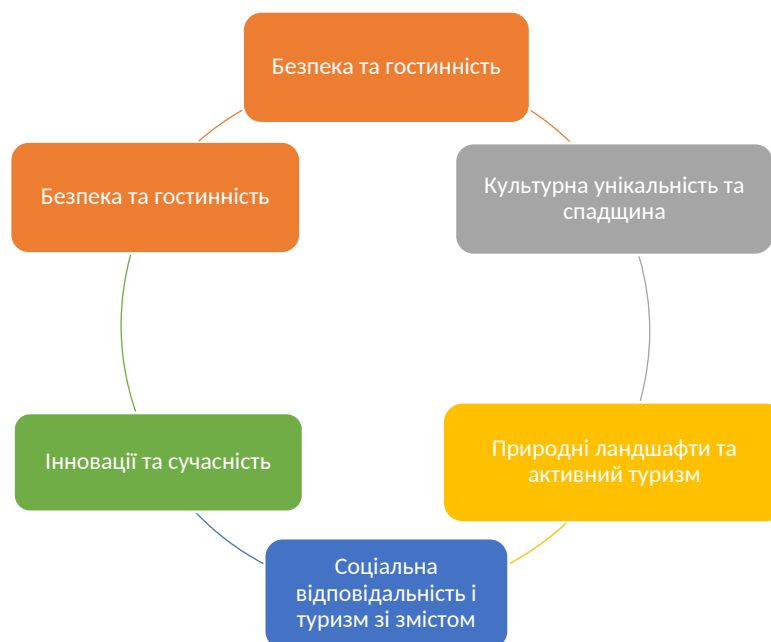 Безпека та гостинність
Безпека та гостинність
Культурна унікальність та
спадщина
Інновації та сучасність
Природні ландшафти та
активний туризм
Соціальна
відповідальність і
туризм зі змістом